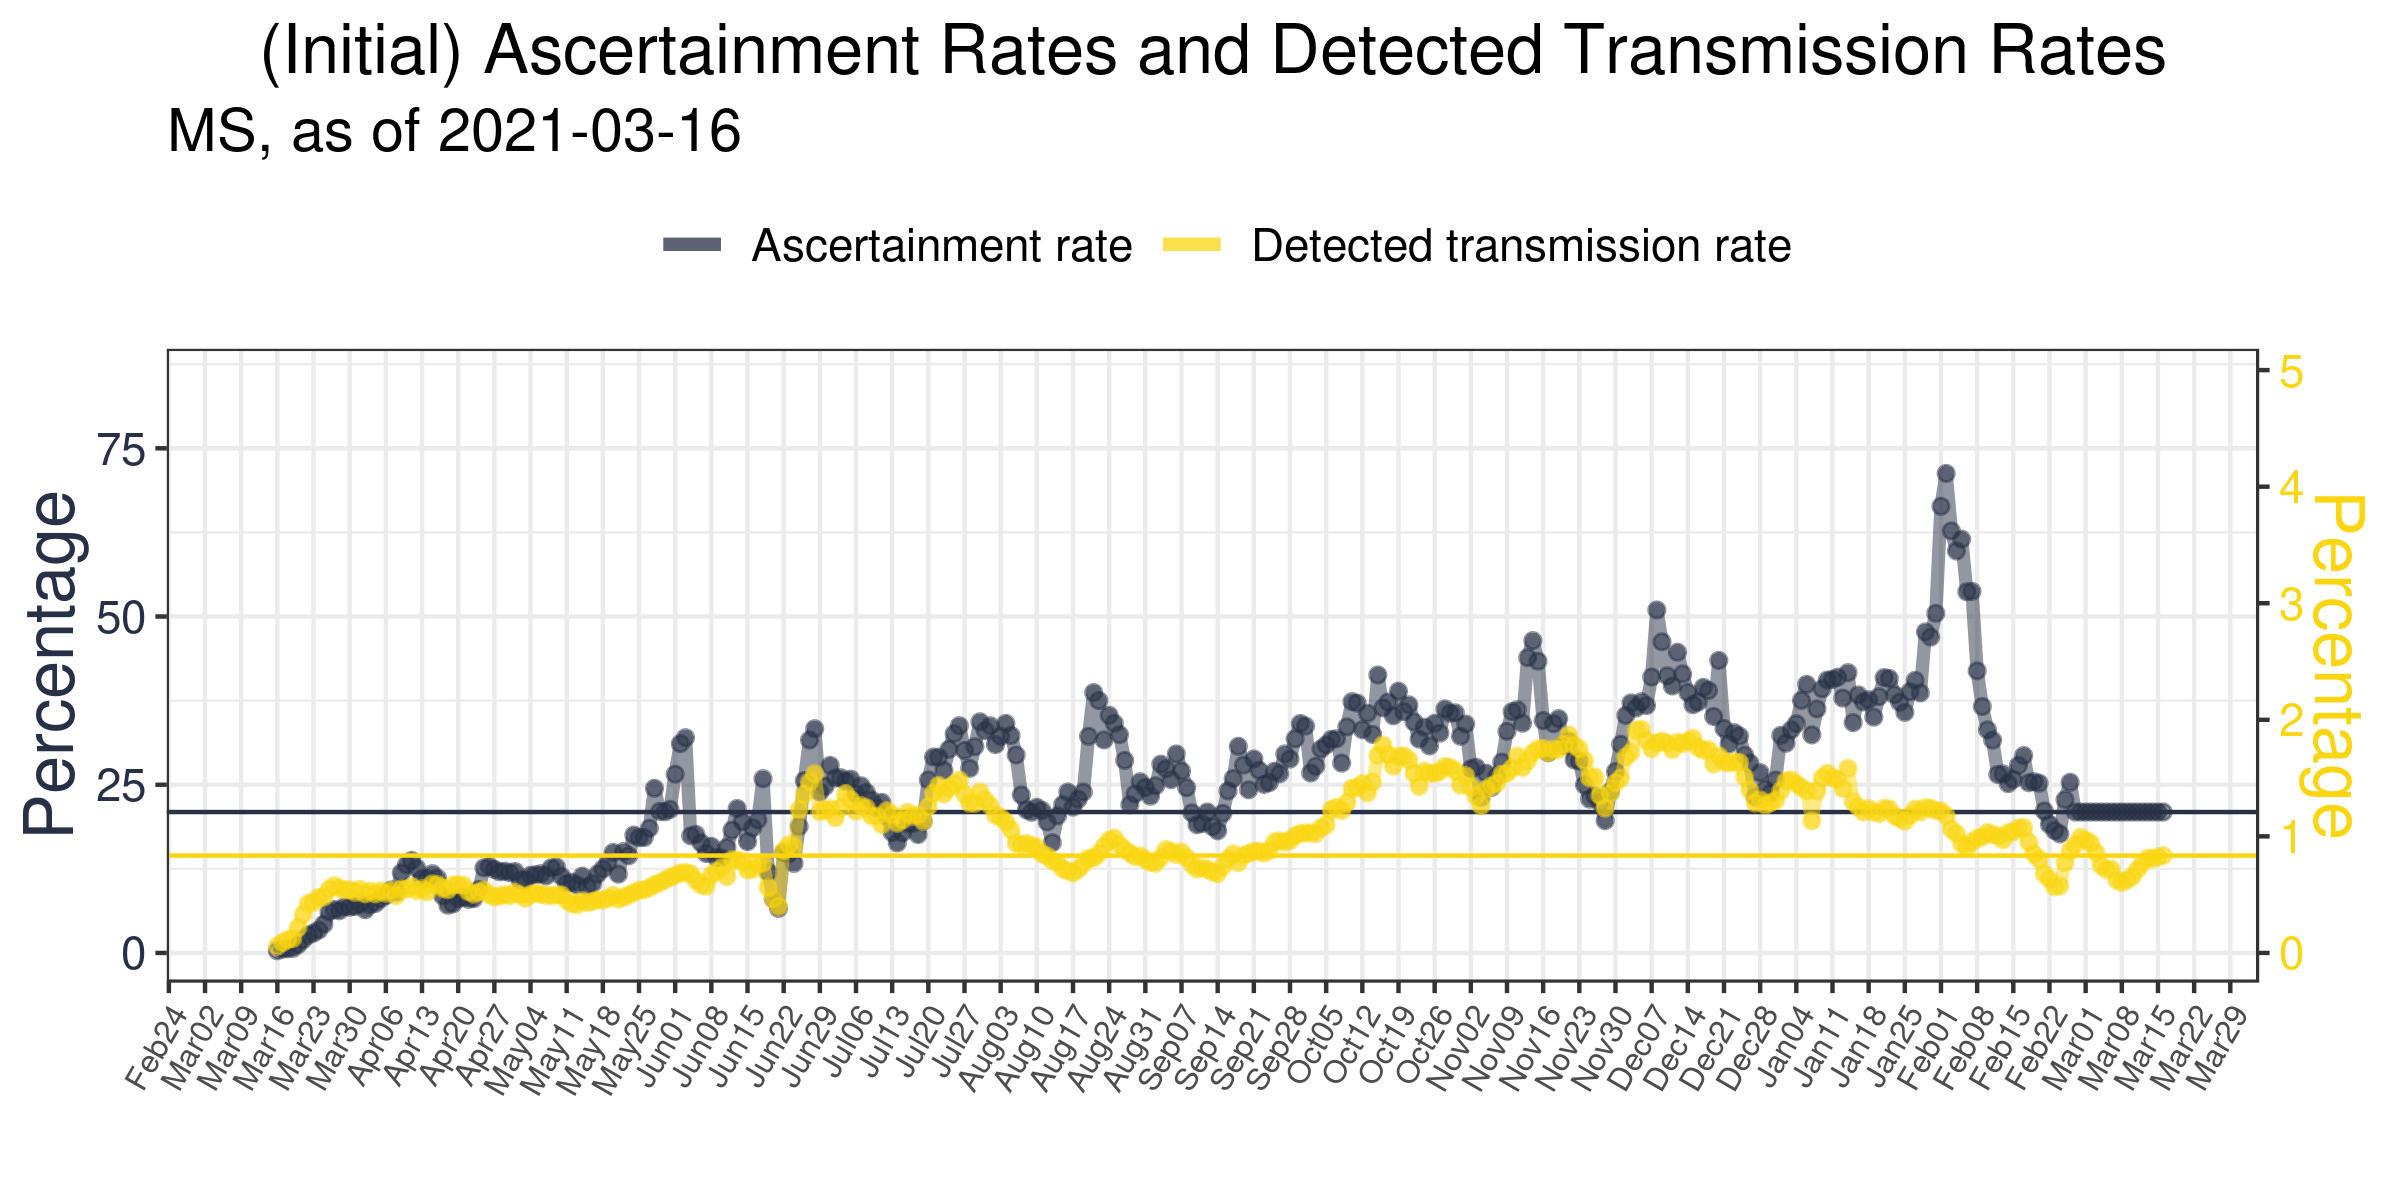 (Initial) Ascertainment Rates and Detected Transmission Rates
MS, as of 2021-03-16
Ascertainment rate
Detected transmission rate
Percentage
75
50
25
0
5
4
3
2
1
0
Percentage
Feb24
Mar02
Mar09
Mar16
Mar23
Mar30
Apr06
Apr13
Apr20
Apr27
May04
May11
May18
May25
Jun01
Jun08
Jun15
Jun22
Jun29
Jul06
Jul13
Jul20
Jul27
Aug03
Aug10
Aug17
Aug24
Aug31
Sep07
Sep14
Sep21
Sep28
Oct05
Oct12
Oct19
Oct26
Nov02
Nov09
Nov16
Nov23
Nov30
Dec07
Dec14
Dec21
Dec28
Jan04
Jan11
Jan18
Jan25
Feb01
Feb08
Feb15
Feb22
Mar01
Mar08
Mar15
Mar22
Mar29